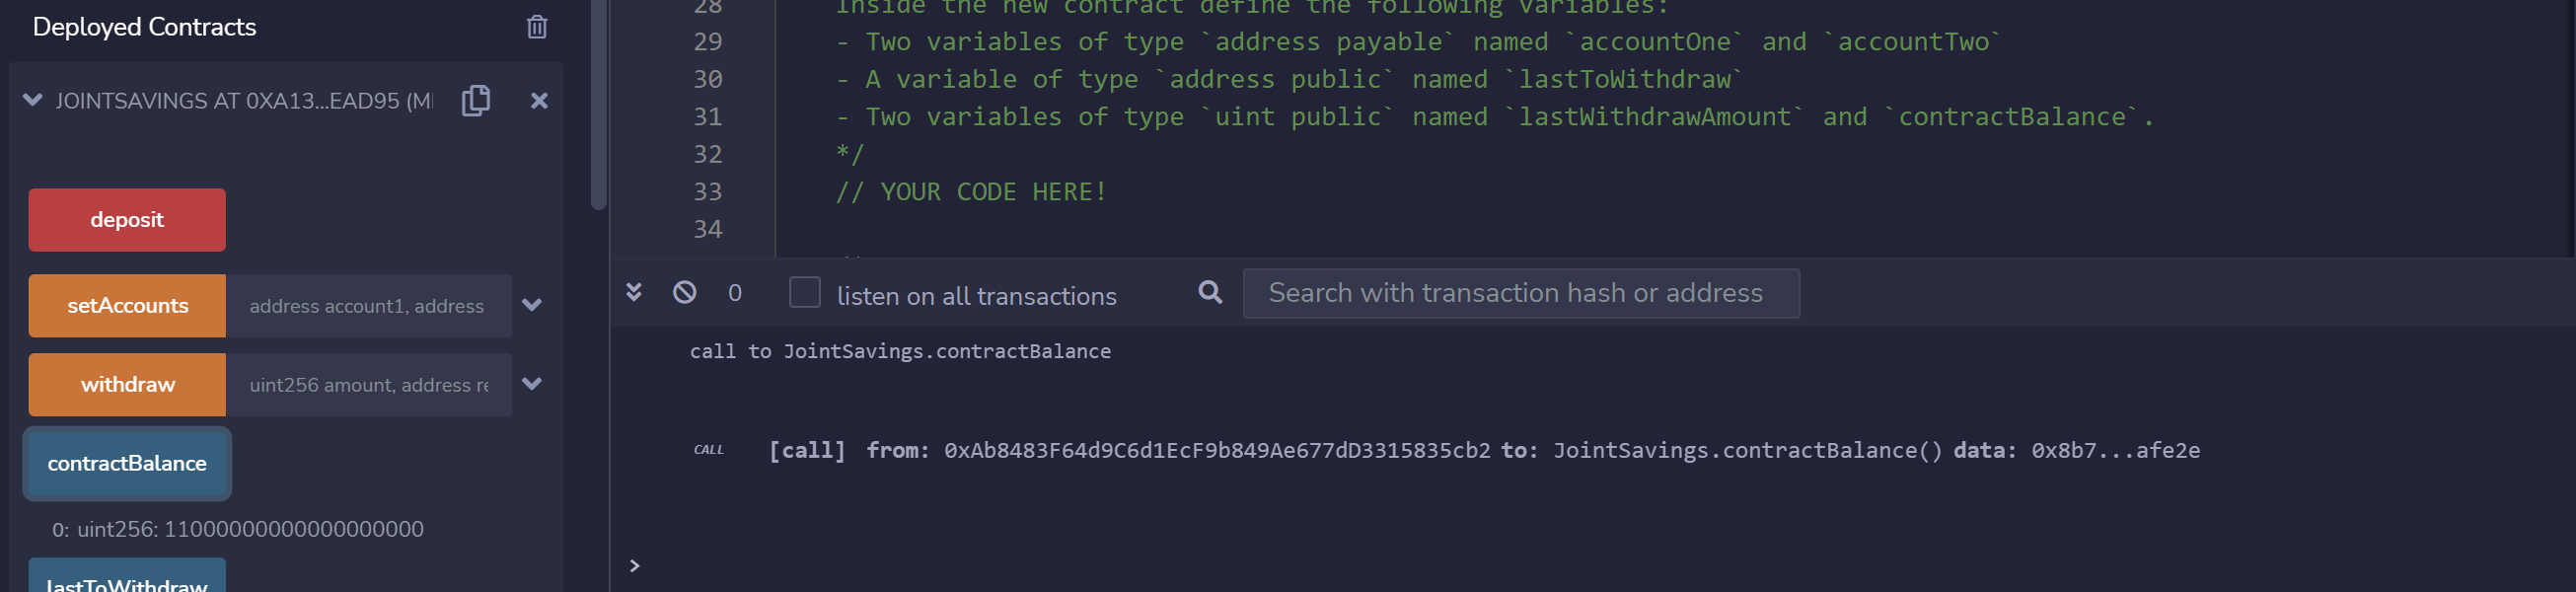 Deployed Contracts
JOINTSAVINGS AT 0XA13...EAD95 (M
deposit
setAccounts address account1, address
withdraw uint256 amount, address re
contractBalance
0: uint256: 11000000000000000000
lastToWithdraw
28 Inside the new contract define the following variables:
29 - Two variables of type `address payable` named `accountOne` and `accountTwo`
30 - A variable of type `address public` named `lastToWithdraw`
31 - Two variables of type `uint public` named `lastWithdrawAmount` and `contractBalance`.
32 */
33 // YOUR CODE HERE!
34
0 listen on all transactions Search with transaction hash or address
call to JointSavings.contractBalance
CALL [call] from: 0xAb8483F64d9C6d1EcF9b849Ae677dD3315835cb2 to: JointSavings.contractBalance() data: 0x8b7...afe2e
>